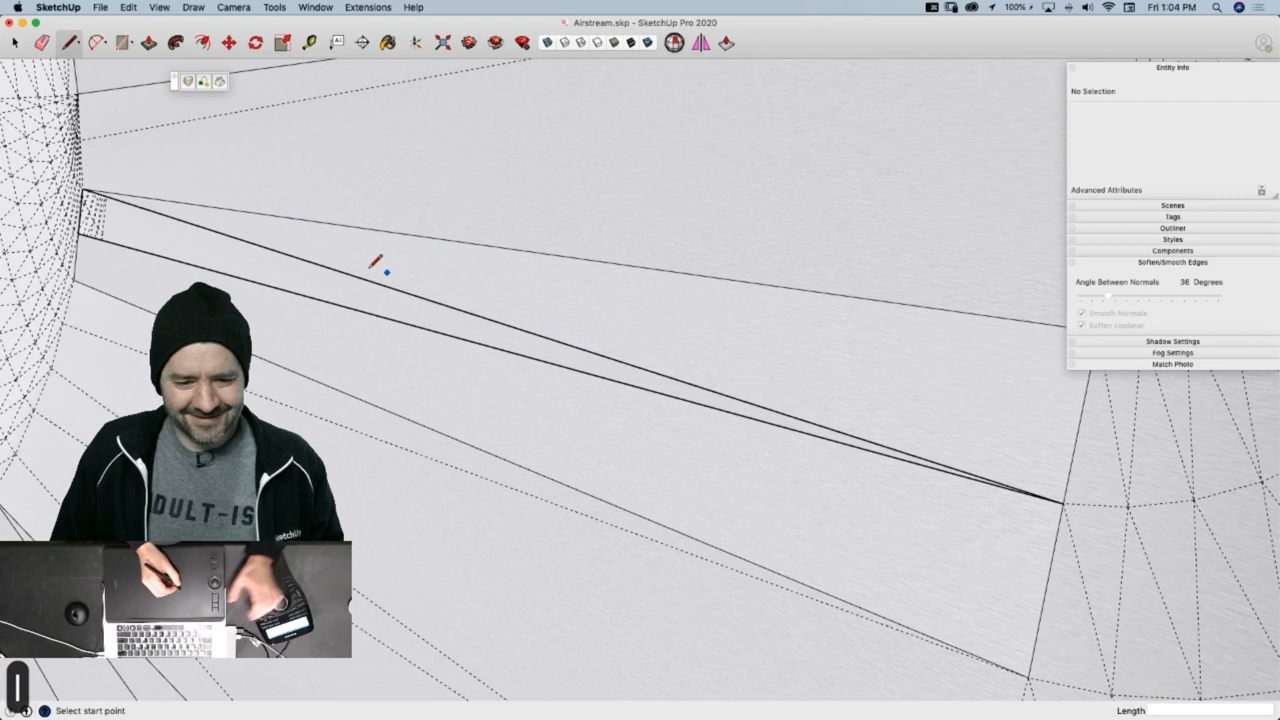 SketchUp File Edit View Draw Camera Tools Window Extensions Help
100% Fri 1:04 PM
Airstream.skp - SketchUp Pro 2020
Entity Info
No Selection
Advanced Attributes
Scenes
Tags
Outliner
Styles
Components
Soften/Smooth Edges
Angle Between Normals 36 Degrees
Smooth Normals
Soften coplanar
Shadow Settings
Fog Settings
Match Photo
DULT-IS
SketchUp
Select start point
Length